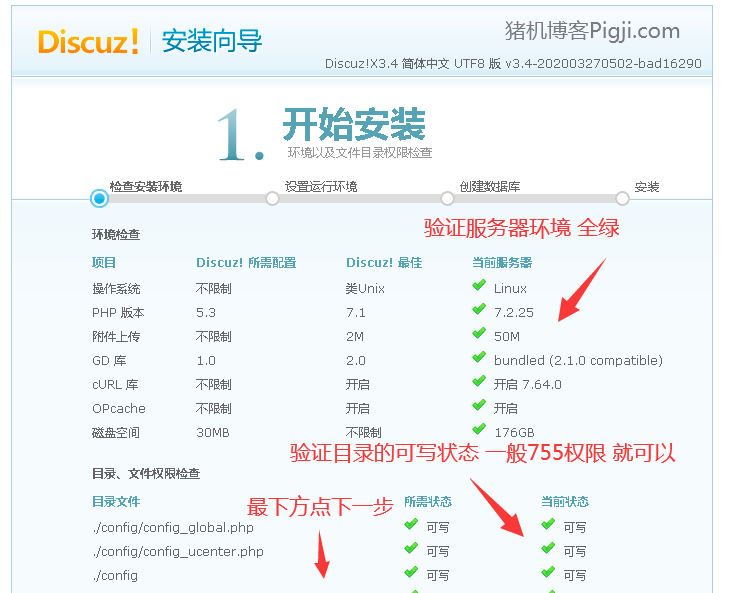 Discuz! 安装向导
猪机博客Pigji.com
Discuz!X3.4 简体中文 UTF8 版 v3.4-202003270502-bad16290
1. 开始安装
环境以及文件目录权限检查
检查安装环境 设置运行环境 创建数据库 安装
验证服务器环境 全绿
环境检查
项目 Discuz! 所需配置 Discuz! 最佳 当前服务器
操作系统 不限制 类Unix Linux
PHP 版本 5.3 7.1 7.2.25
附件上传 不限制 2M 50M
GD 库 1.0 2.0 bundled (2.1.0 compatible)
cURL 库 不限制 开启 开启 7.64.0
OPcache 不限制 开启 开启
磁盘空间 30MB 不限制 176GB
验证目录的可写状态 一般755权限 就可以
目录、文件权限检查
目录文件 所需状态 当前状态
最下方点下一步
./config/config_global.php 可写 可写
./config/config_ucenter.php 可写 可写
./config 可写 可写